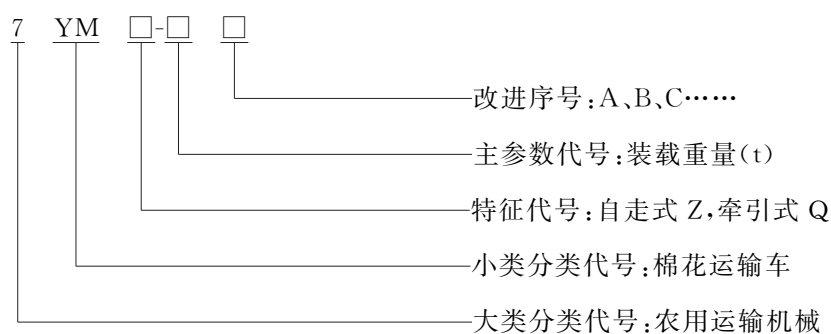 7 YM □-□ □
改进序号:A、B、C……
主参数代号:装载重量(t)
特征代号:自走式 Z,牵引式 Q
小类分类代号:棉花运输车
大类分类代号:农用运输机械